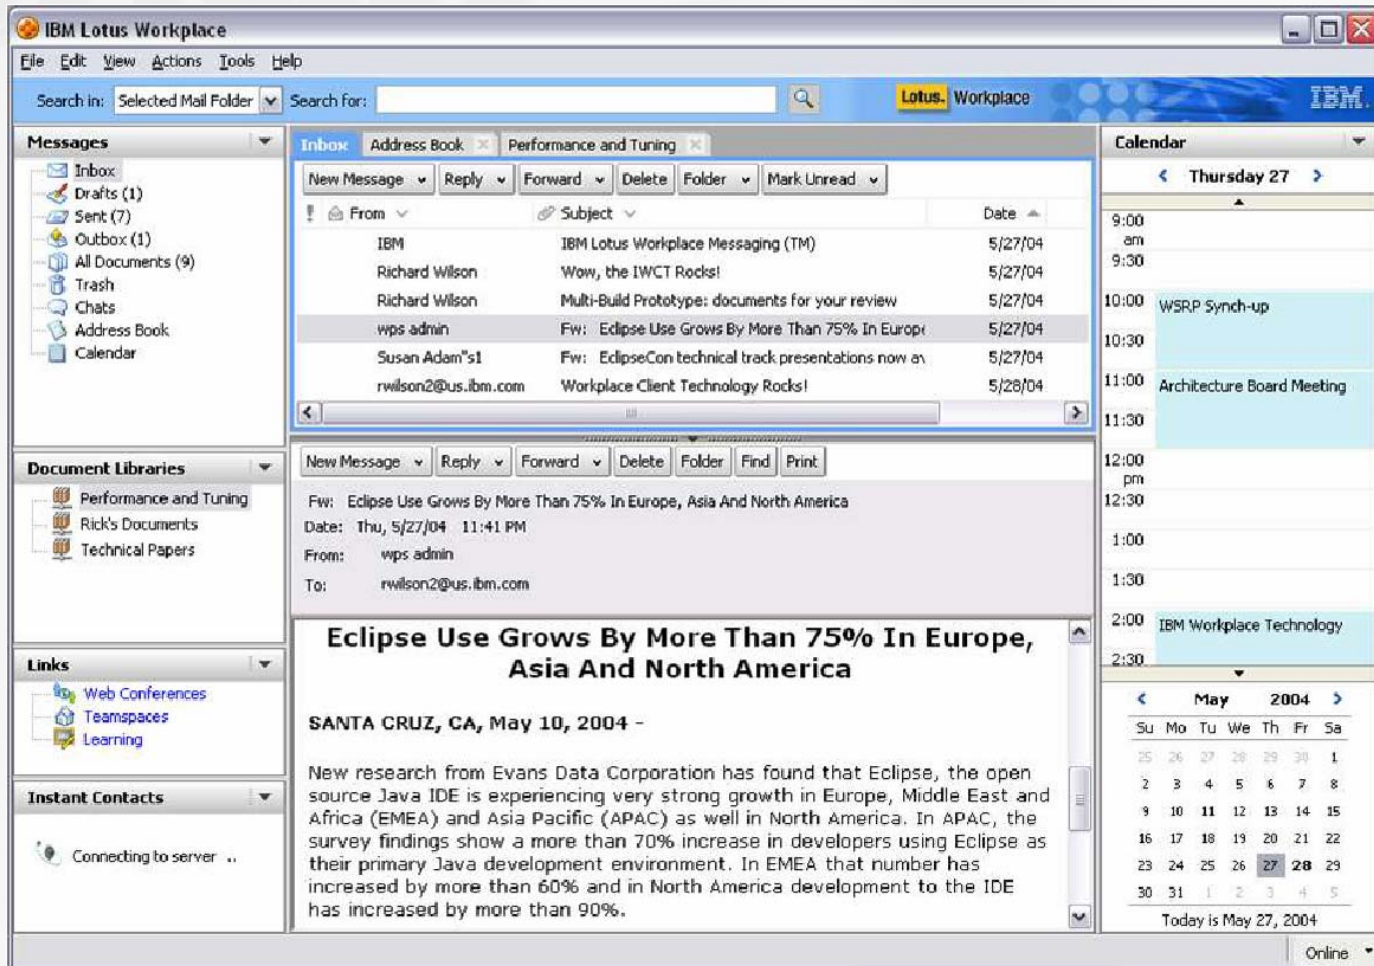 IBM Lotus Workplace
File Edit View Actions Tools Help
Search in: Selected Mail Folder Search for:
Lotus. Workplace
IBM.
Messages
Inbox
Drafts (1)
Sent (7)
Outbox (1)
All Documents (9)
Trash
Chats
Address Book
Calendar
Document Libraries
Performance and Tuning
Rick's Documents
Technical Papers
Links
Web Conferences
Teamspaces
Learning
Instant Contacts
Connecting to server ..
Inbox Address Book Performance and Tuning
New Message Reply Forward Delete Folder Mark Unread
! From Subject Date
IBM IBM Lotus Workplace Messaging (TM) 5/27/04
Richard Wilson Wow, the IWCT Rocks! 5/27/04
Richard Wilson Multi-Build Prototype: documents for your review 5/27/04
wps admin Fw: Eclipse Use Grows By More Than 75% In Europe 5/27/04
Susan Adam"s1 Fw: EclipseCon technical track presentations now av 5/27/04
rwilson2@us.ibm.com Workplace Client Technology Rocks! 5/28/04
New Message Reply Forward Delete Folder Find Print
Fw: Eclipse Use Grows By More Than 75% In Europe, Asia And North America
Date: Thu, 5/27/04 11:41 PM
From: wps admin
To: rwilson2@us.ibm.com
Eclipse Use Grows By More Than 75% In Europe,
Asia And North America
SANTA CRUZ, CA, May 10, 2004 -
New research from Evans Data Corporation has found that Eclipse, the open
source Java IDE is experiencing very strong growth in Europe, Middle East and
Africa (EMEA) and Asia Pacific (APAC) as well in North America. In APAC, the
survey findings show a more than 70% increase in developers using Eclipse as
their primary Java development environment. In EMEA that number has
increased by more than 60% and in North America development to the IDE
has increased by more than 90%.
Calendar
Thursday 27
9:00
am
9:30
10:00 WSRP Synch-up
10:30
11:00 Architecture Board Meeting
11:30
12:00
pm
12:30
1:00
1:30
2:00 IBM Workplace Technology
2:30
May 2004
Su Mo Tu We Th Fr Sa
25 26 27 28 29 30 1
2 3 4 5 6 7 8
9 10 11 12 13 14 15
16 17 18 19 20 21 22
23 24 25 26 27 28 29
30 31 1 2 3 4 5
Today is May 27, 2004
Online